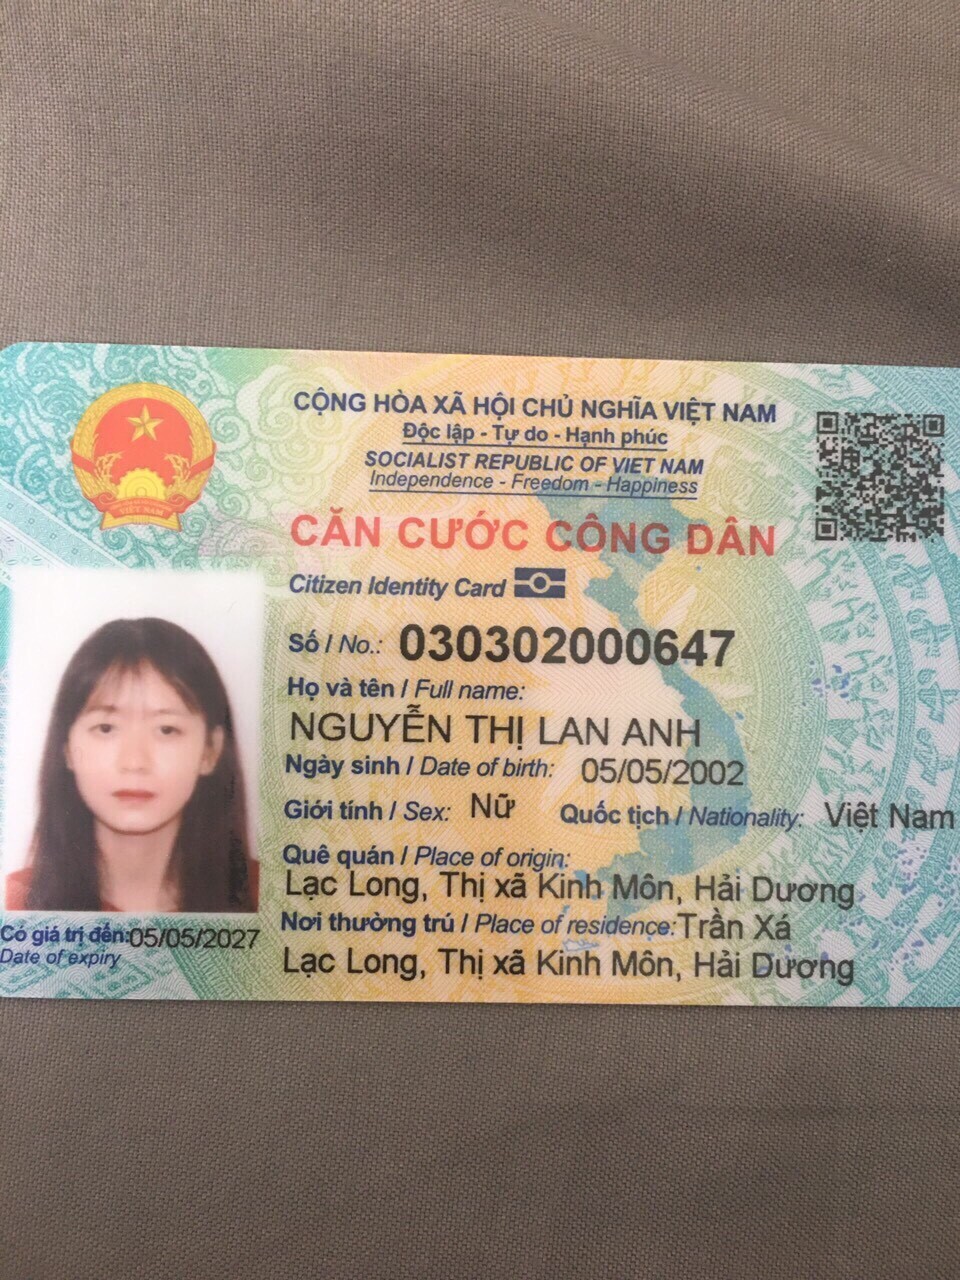 CỘNG HÒA XÃ HỘI CHỦ NGHĨA VIỆT NAM
Độc lập - Tự do - Hạnh phúc
SOCIALIST REPUBLIC OF VIET NAM
Independence - Freedom - Happiness
CĂN CƯỚC CÔNG DÂN
Citizen Identity Card
VIỆT NAM
Số / No.: 030302000647
Họ và tên / Full name:
NGUYỄN THỊ LAN ANH
Ngày sinh / Date of birth: 05/05/2002
Giới tính / Sex: Nữ Quốc tịch / Nationality: Việt Nam
Quê quán / Place of origin:
Lạc Long, Thị xã Kinh Môn, Hải Dương
Nơi thường trú / Place of residence: Trần Xá
Lạc Long, Thị xã Kinh Môn, Hải Dương
Có giá trị đến: 05/05/2027
Date of expiry